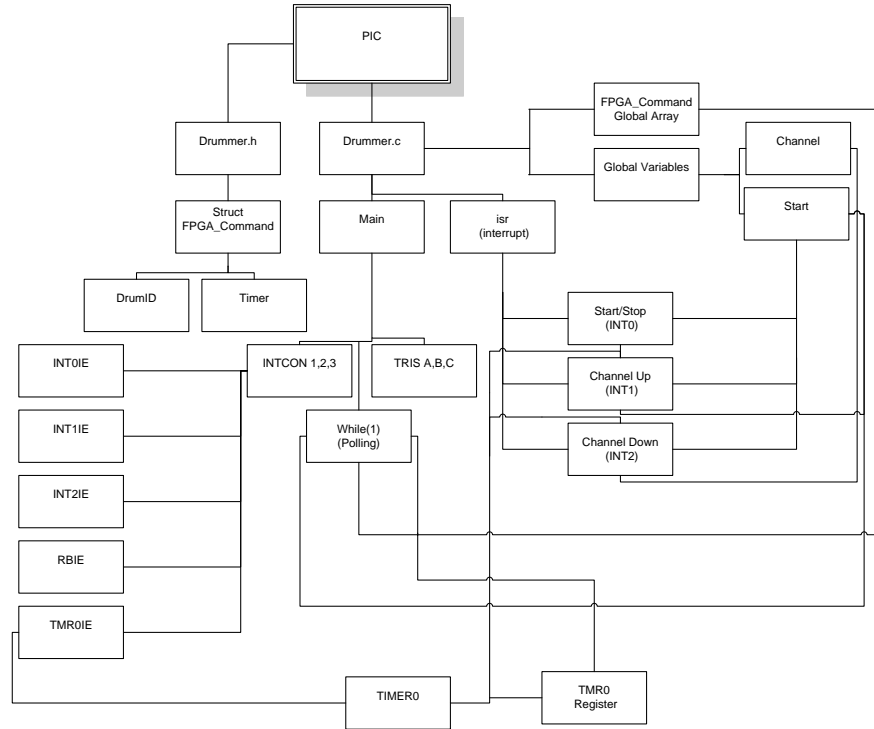 PIC
FPGA_Command
Global Array
Drummer.h
Drummer.c
Channel
Global Variables
Start
Struct
FPGA_Command
Main
isr
(interrupt)
DrumID
Timer
Start/Stop
(INT0)
INT0IE
INTCON 1,2,3
TRIS A,B,C
Channel Up
(INT1)
INT1IE
While(1)
(Polling)
Channel Down
(INT2)
INT2IE
RBIE
TMR0IE
TIMER0
TMR0
Register